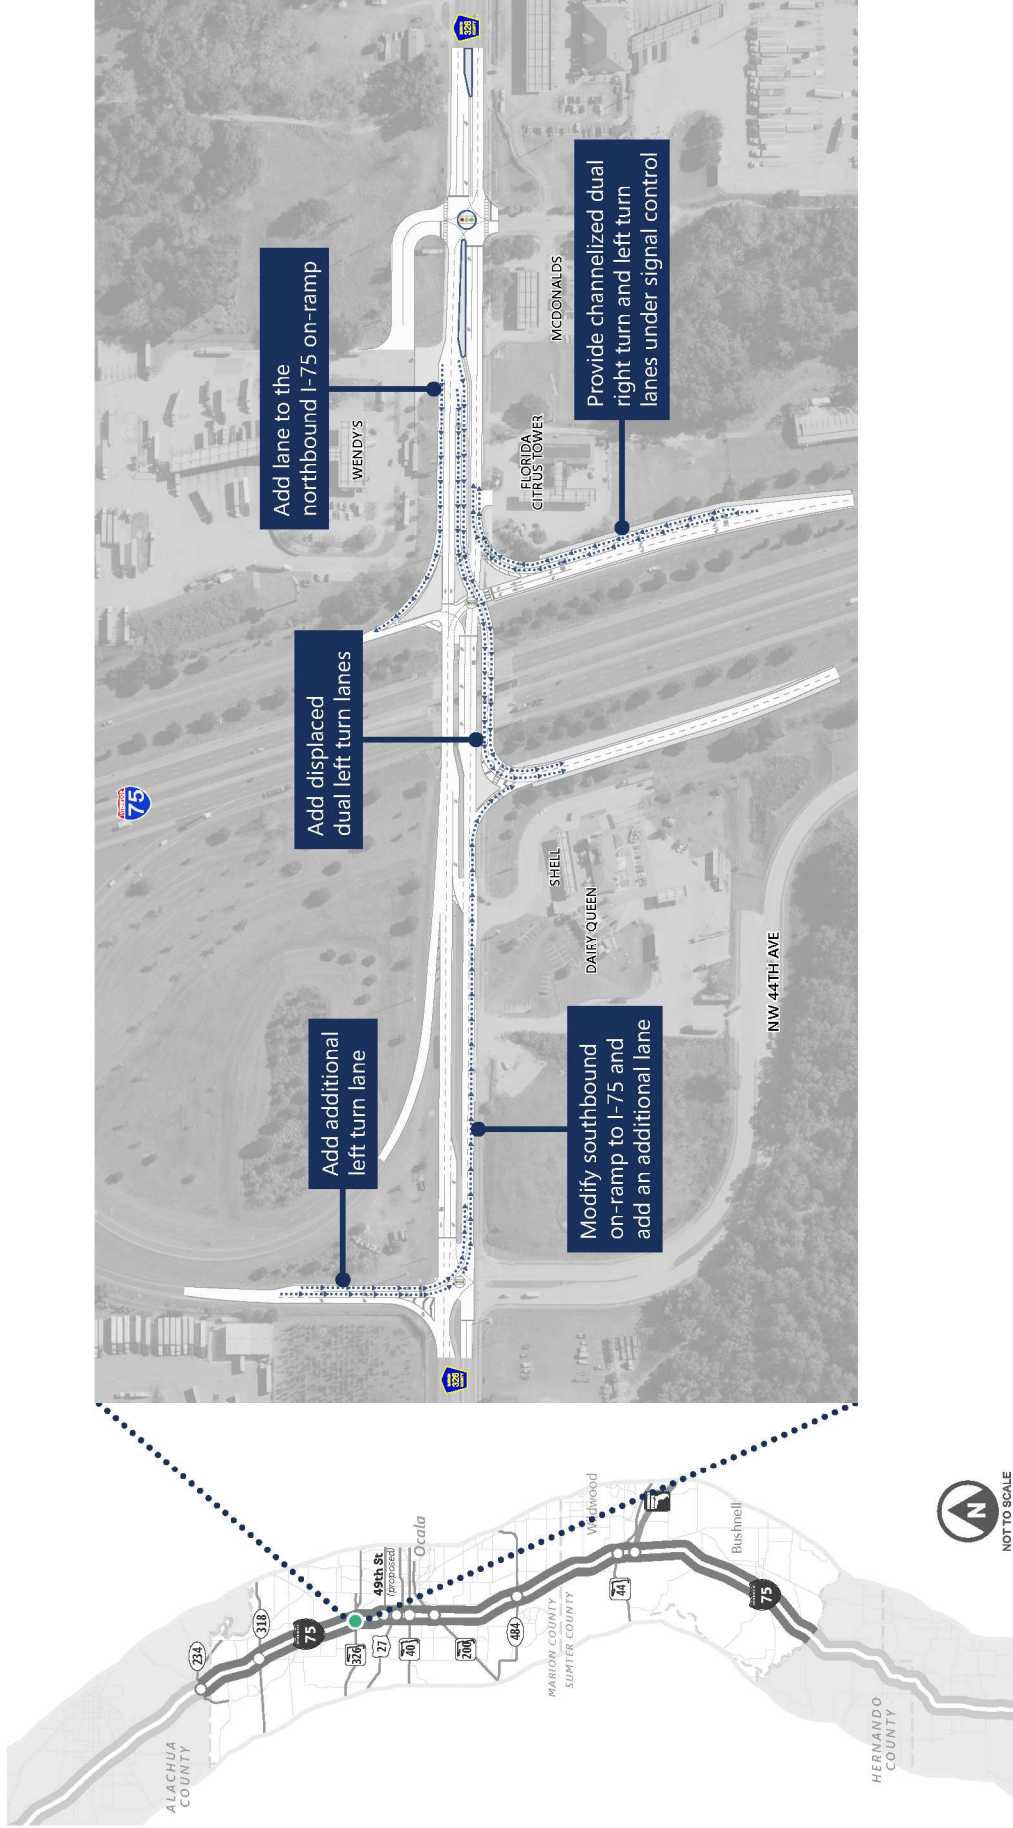 ALACHUA
COUNTY
234
318
75
326
49th St
(proposed)
27
40
Ocala
200
484
MARION COUNTY
SUMTER COUNTY
Wildwood
44
Bushnell
75
HERNANDO
COUNTY
N
NOT TO SCALE
326
Add additional
left turn lane
75
Add displaced
dual left turn lanes
Add lane to the
northbound I-75 on-ramp
WENDY'S
326
Modify southbound
on-ramp to I-75 and
add an additional lane
DAIRY QUEEN
SHELL
NW 44TH AVE
FLORIDA
CITRUS TOWER
MCDONALDS
Provide channelized dual
right turn and left turn
lanes under signal control